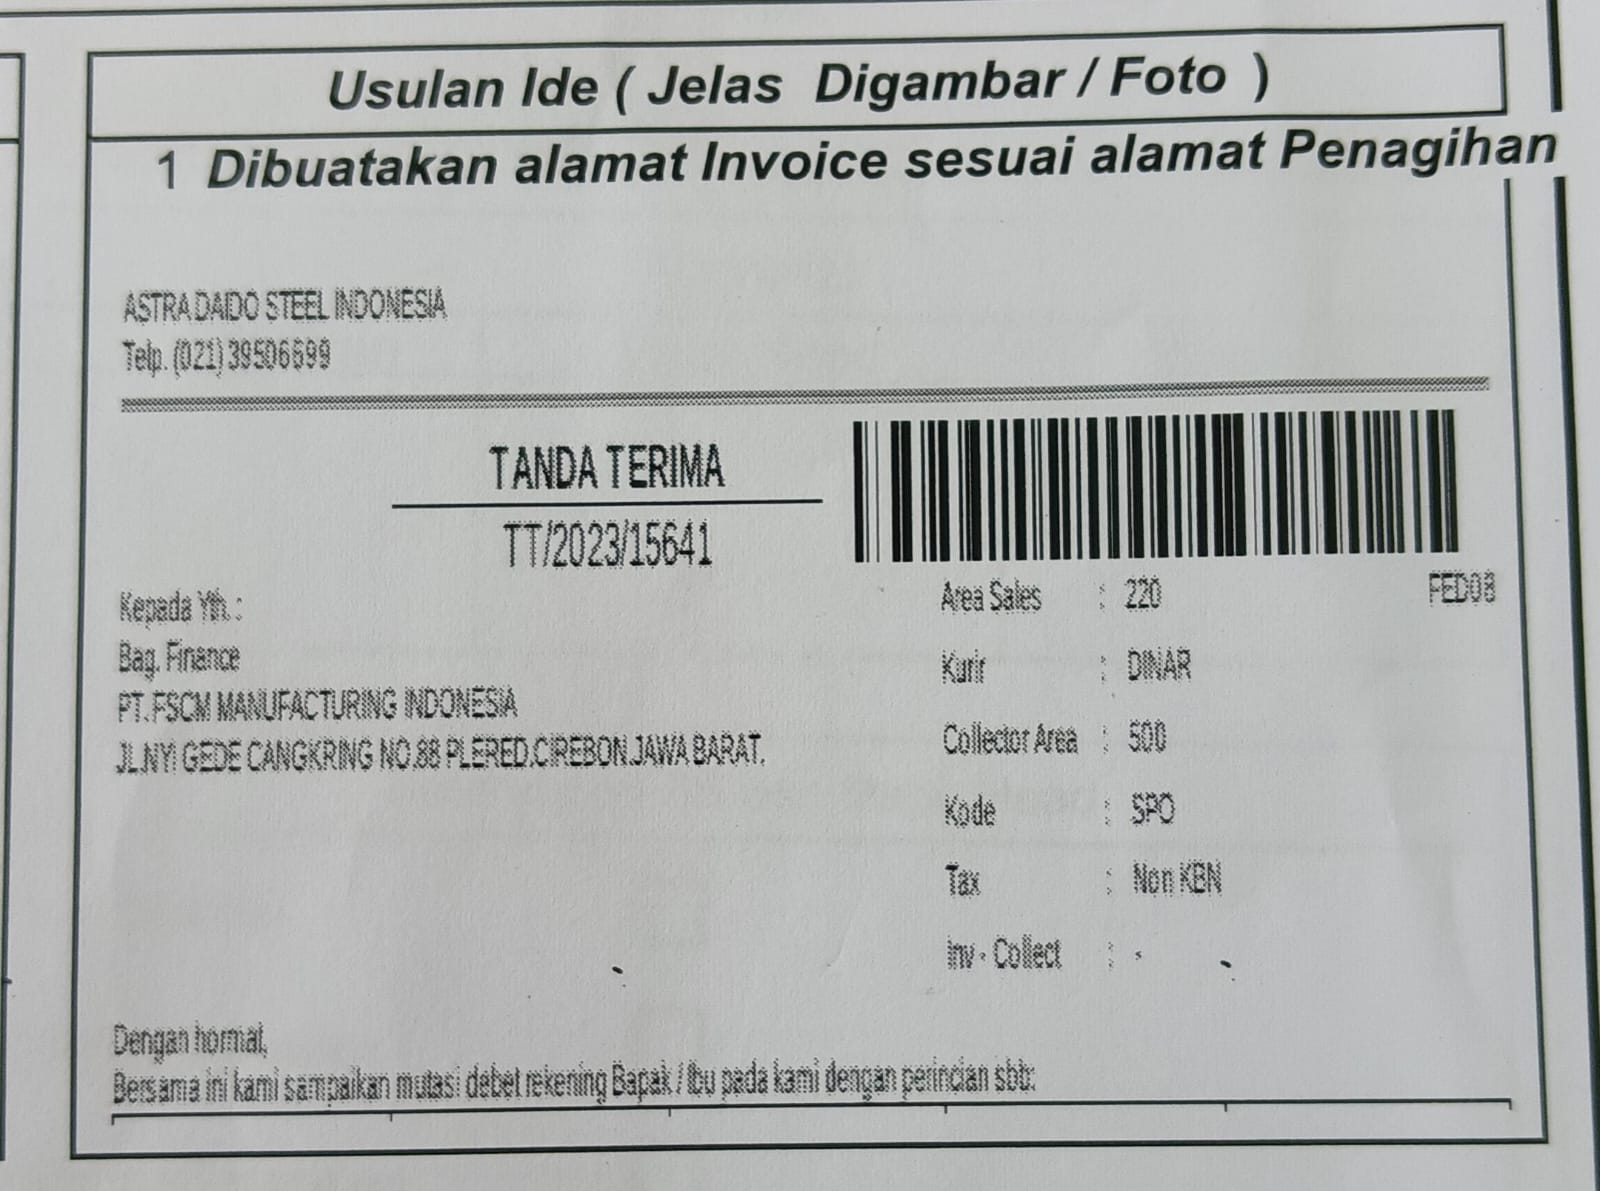 Usulan Ide ( Jelas Digambar / Foto )
1 Dibuatakan alamat Invoice sesuai alamat Penagihan
ASTRA DAIDO STEEL INDONESIA
Telp. (021) 39506699
TANDA TERIMA
TT/2023/15641
Kepada Yth. :
Bag. Finance
PT. FSCM MANUFACTURING INDONESIA
JL.NYI GEDE CANGKRING NO.88 PLERED.CIREBON.JAWA BARAT.
Area Sales : 220 FED08
Kurir : DINAR
Collector Area : 500
Kode : SPO
Tax : Non KBN
Inv - Collect : -
Dengan hormat,
Bersama ini kami sampaikan mutasi debet rekening Bapak / Ibu pada kami dengan perincian sbb: